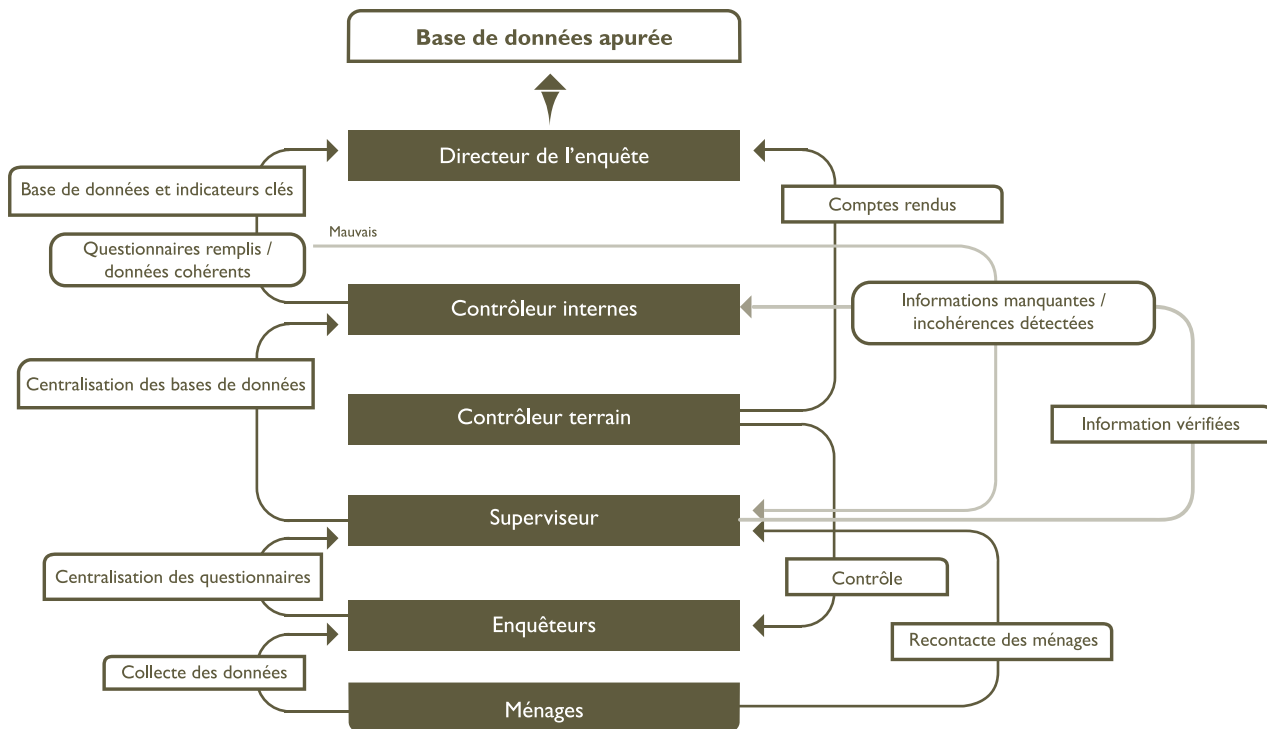 Base de données apurée
Directeur de l'enquête
Base de données et indicateurs clés
Comptes rendus
Mauvais
Questionnaires remplis /
données cohérents
Contrôleur internes
Informations manquantes /
incohérences détectées
Centralisation des bases de données
Contrôleur terrain
Information vérifiées
Superviseur
Centralisation des questionnaires
Contrôle
Enquêteurs
Recontacte des ménages
Collecte des données
Ménages